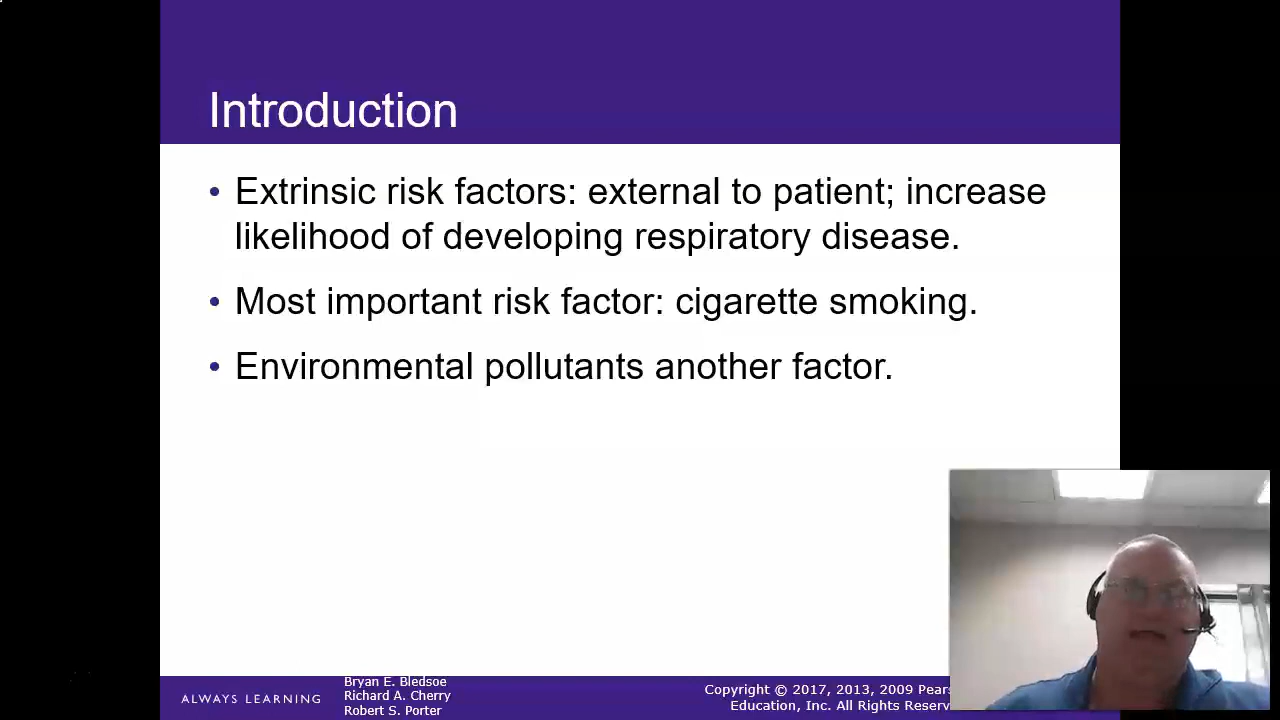 Introduction
• Extrinsic risk factors: external to patient; increase
likelihood of developing respiratory disease.
• Most important risk factor: cigarette smoking.
• Environmental pollutants another factor.
ALWAYS LEARNING
Bryan E. Bledsoe
Richard A. Cherry
Robert S. Porter
Copyright © 2017, 2013, 2009
Education, Inc. All Rights